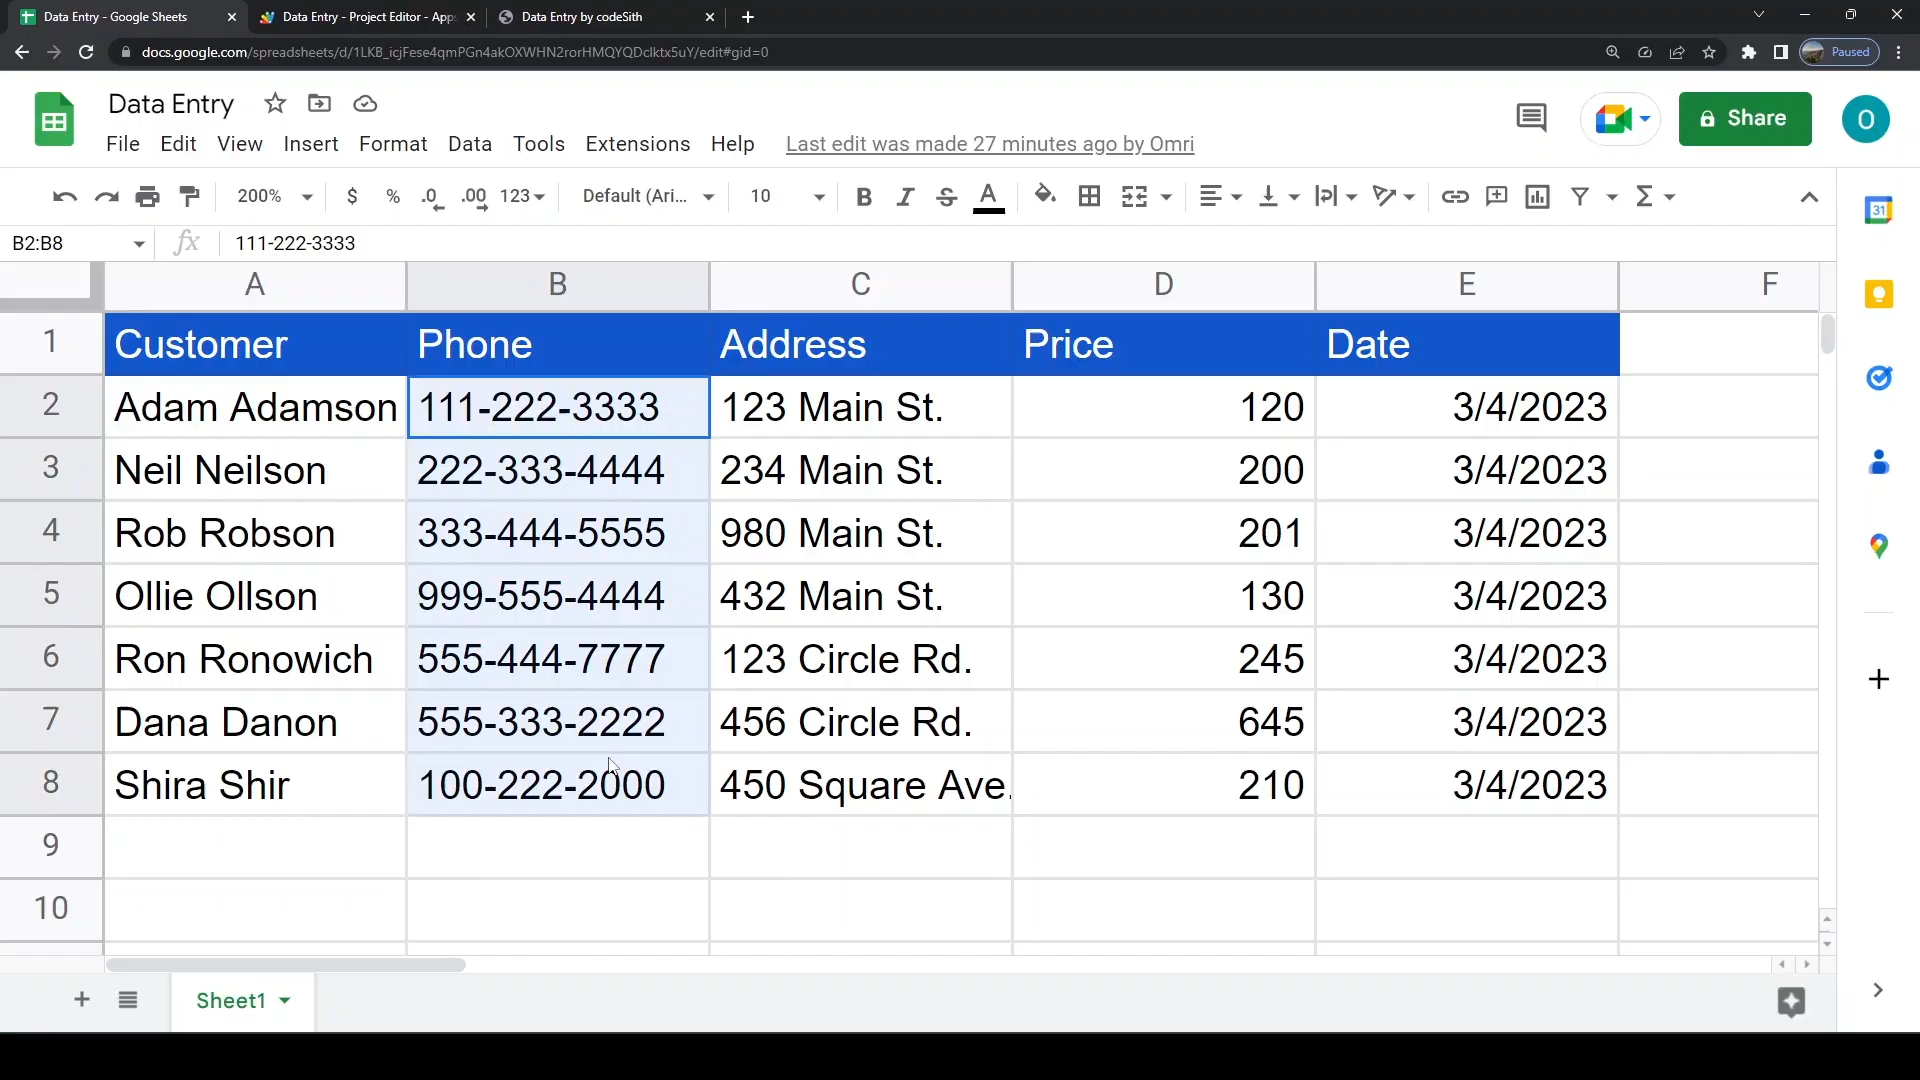 Data Entry - Google Sheets
Data Entry - Project Editor - Apps
Data Entry by codeSith
docs.google.com/spreadsheets/d/1LKB_icjFese4qmPGn4akOXWHN2rorHMQYQDclktx5uY/edit#gid=0
Paused
Data Entry
Share
O
File Edit View Insert Format Data Tools Extensions Help Last edit was made 27 minutes ago by Omri
200% $ % .0 .00 123 Default (Ari... 10 B I S A
31
B2:B8 fx 111-222-3333
A B C D E F
1 Customer Phone Address Price Date
2 Adam Adamson 111-222-3333 123 Main St. 120 3/4/2023
3 Neil Neilson 222-333-4444 234 Main St. 200 3/4/2023
4 Rob Robson 333-444-5555 980 Main St. 201 3/4/2023
5 Ollie Ollson 999-555-4444 432 Main St. 130 3/4/2023
6 Ron Ronowich 555-444-7777 123 Circle Rd. 245 3/4/2023
7 Dana Danon 555-333-2222 456 Circle Rd. 645 3/4/2023
8 Shira Shir 100-222-2000 450 Square Ave. 210 3/4/2023
9
10
Sheet1